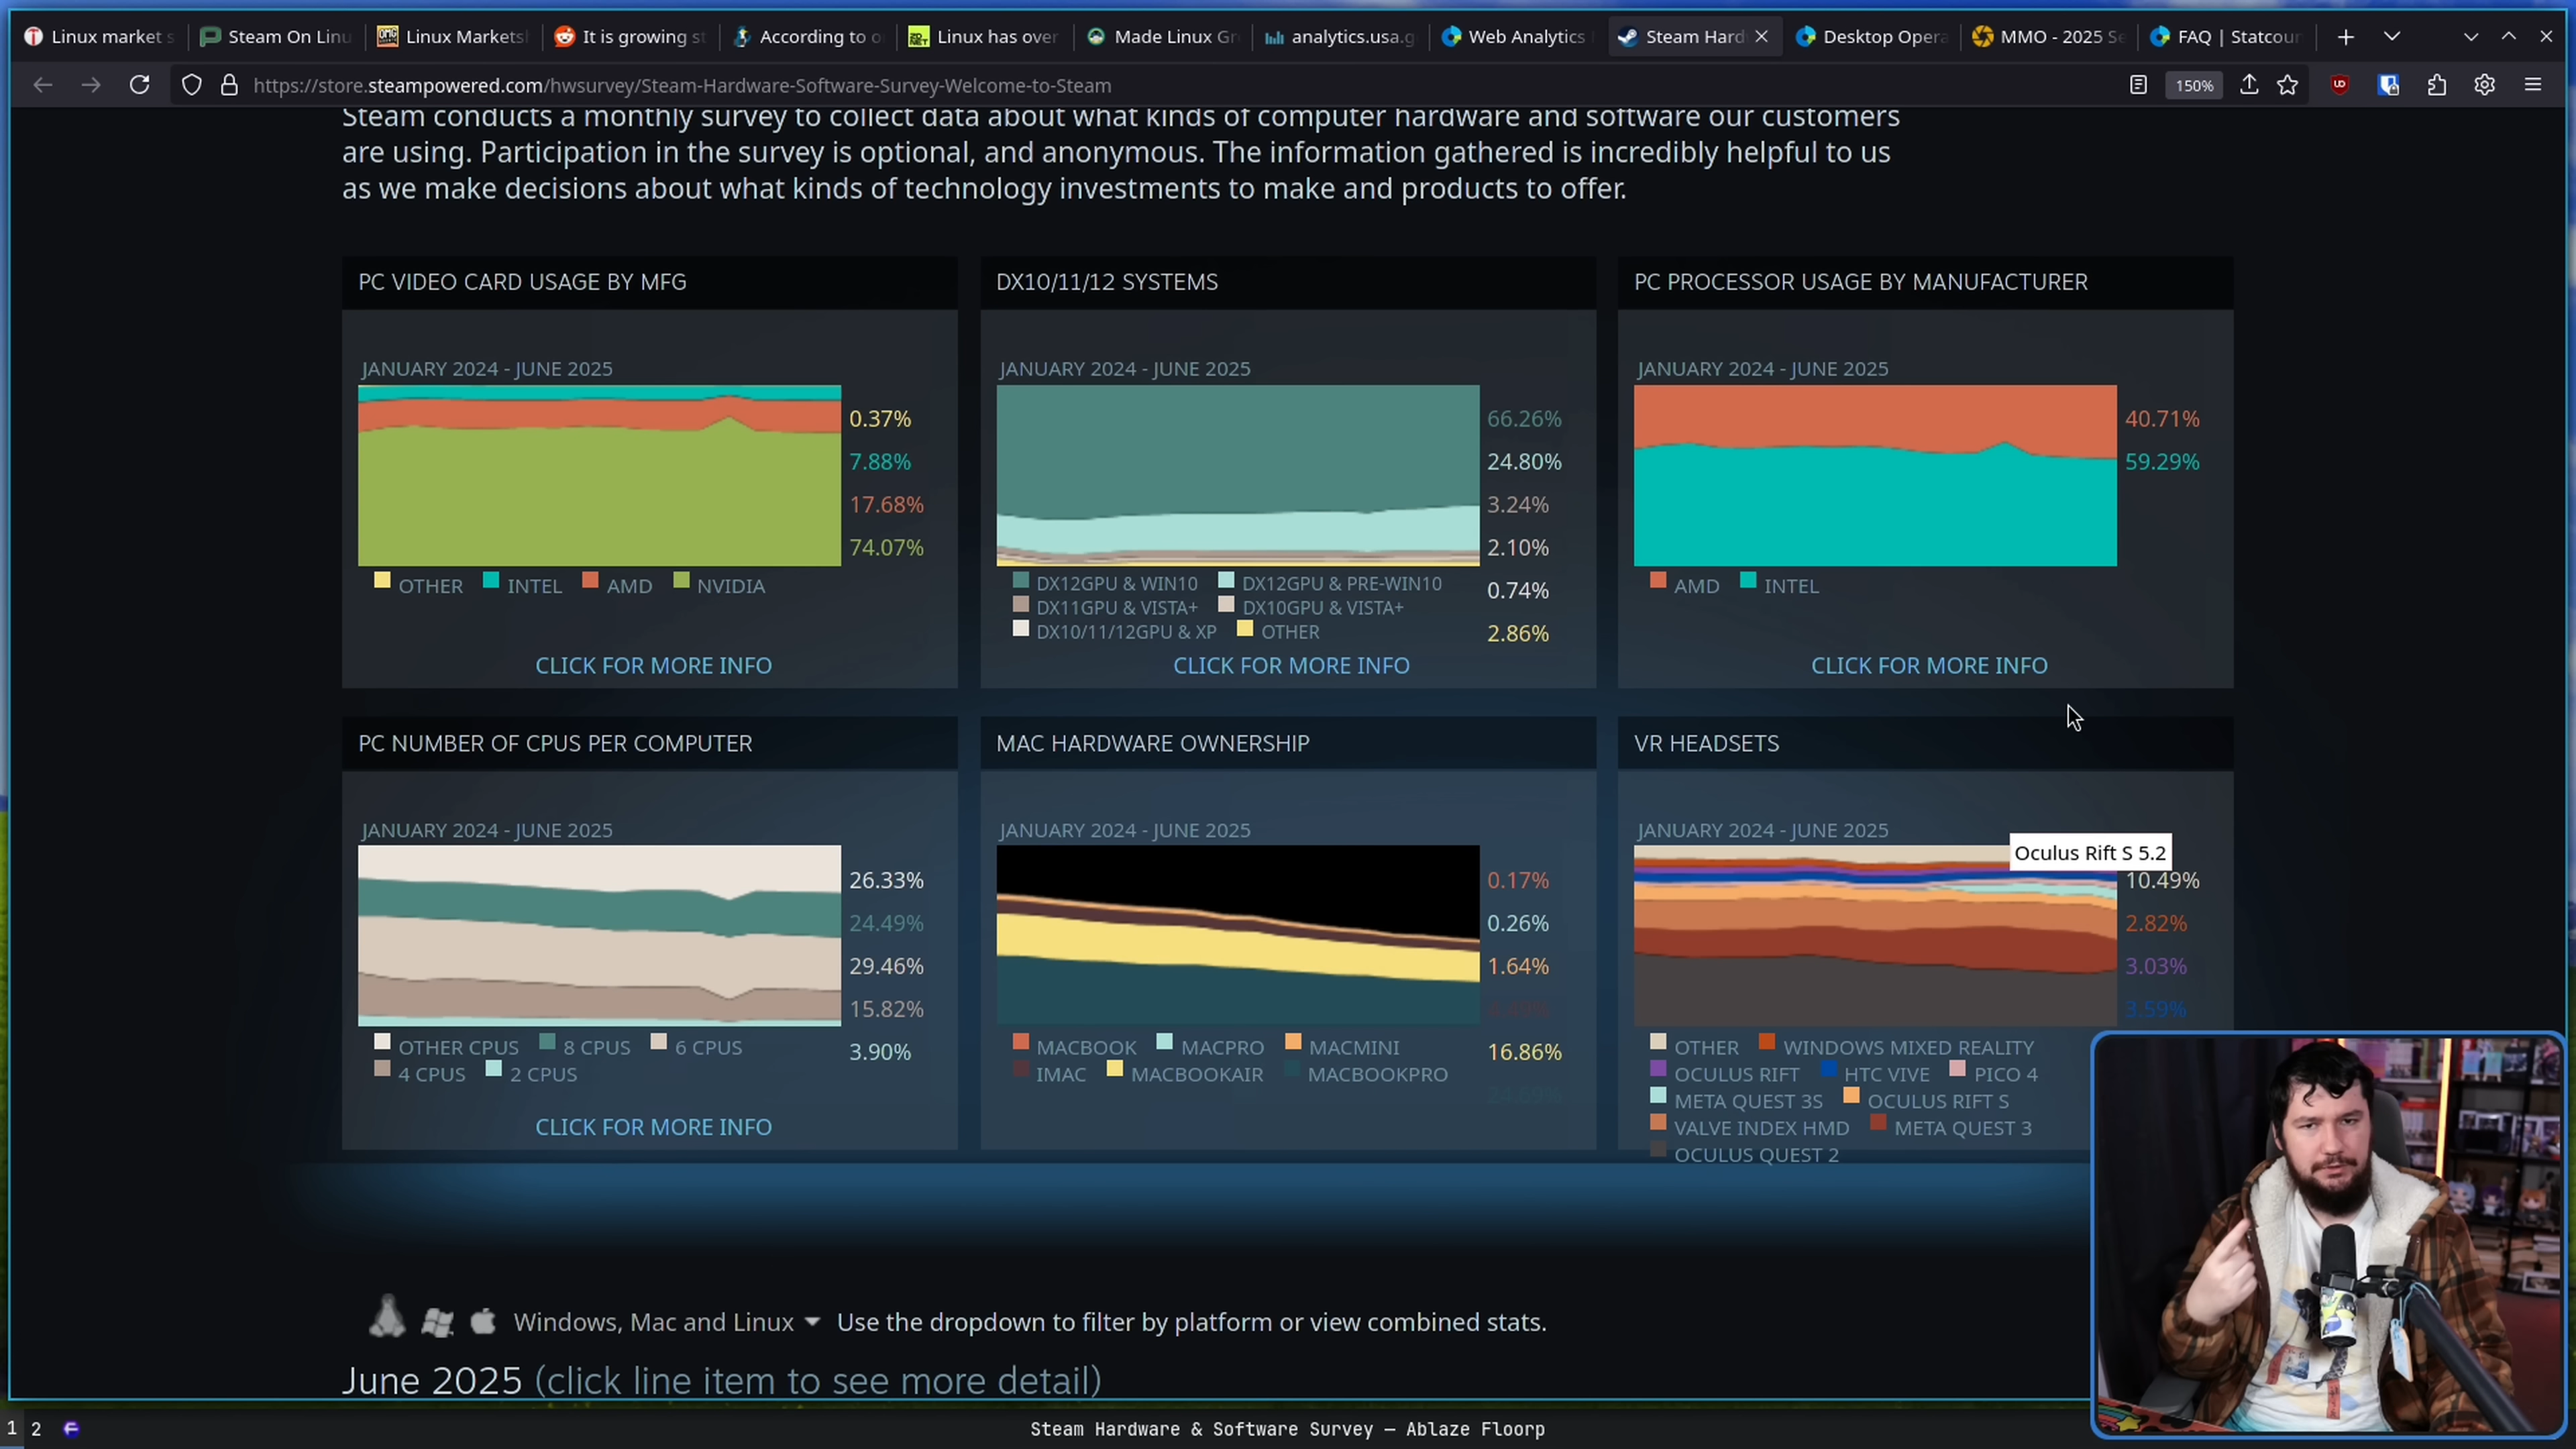 Linux market s
Steam On Linu
Linux Markets
It is growing st
According to o
Linux has over
Made Linux Gr
analytics.usa.g
Web Analytics
Steam Hard
Desktop Opera
MMO - 2025 Se
FAQ | Statcoun
https://store.steampowered.com/hwsurvey/Steam-Hardware-Software-Survey-Welcome-to-Steam
150%
Steam conducts a monthly survey to collect data about what kinds of computer hardware and software our customers
are using. Participation in the survey is optional, and anonymous. The information gathered is incredibly helpful to us
as we make decisions about what kinds of technology investments to make and products to offer.
PC VIDEO CARD USAGE BY MFG
JANUARY 2024 - JUNE 2025
0.37%
7.88%
17.68%
74.07%
OTHER INTEL AMD NVIDIA
CLICK FOR MORE INFO
DX10/11/12 SYSTEMS
JANUARY 2024 - JUNE 2025
66.26%
24.80%
3.24%
2.10%
0.74%
2.86%
DX12GPU & WIN10 DX12GPU & PRE-WIN10
DX11GPU & VISTA+ DX10GPU & VISTA+
DX10/11/12GPU & XP OTHER
CLICK FOR MORE INFO
PC PROCESSOR USAGE BY MANUFACTURER
JANUARY 2024 - JUNE 2025
40.71%
59.29%
AMD INTEL
CLICK FOR MORE INFO
PC NUMBER OF CPUS PER COMPUTER
JANUARY 2024 - JUNE 2025
26.33%
24.49%
29.46%
15.82%
3.90%
OTHER CPUS 8 CPUS 6 CPUS
4 CPUS 2 CPUS
CLICK FOR MORE INFO
MAC HARDWARE OWNERSHIP
JANUARY 2024 - JUNE 2025
0.17%
0.26%
1.64%
16.86%
MACBOOK MACPRO MACMINI
IMAC MACBOOKAIR MACBOOKPRO
VR HEADSETS
JANUARY 2024 - JUNE 2025
Oculus Rift S 5.2
10.49%
2.82%
3.03%
3.59%
OTHER WINDOWS MIXED REALITY
OCULUS RIFT HTC VIVE PICO 4
META QUEST 3S OCULUS RIFT S
VALVE INDEX HMD META QUEST 3
OCULUS QUEST 2
Windows, Mac and Linux Use the dropdown to filter by platform or view combined stats.
June 2025 (click line item to see more detail)
1 2
Steam Hardware & Software Survey — Ablaze Floorp